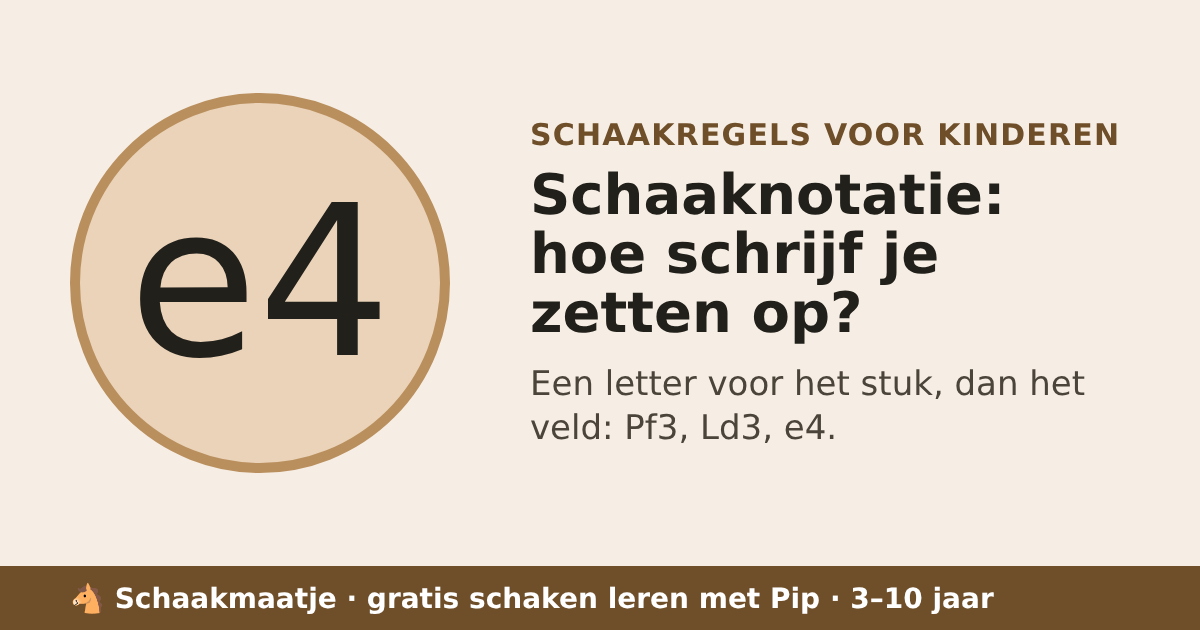 e4
SCHAAKREGELS VOOR KINDEREN
Schaaknotatie:
hoe schrijf je
zetten op?
Een letter voor het stuk, dan het
veld: Pf3, Ld3, e4.
Schaakmaatje · gratis schaken leren met Pip · 3–10 jaar